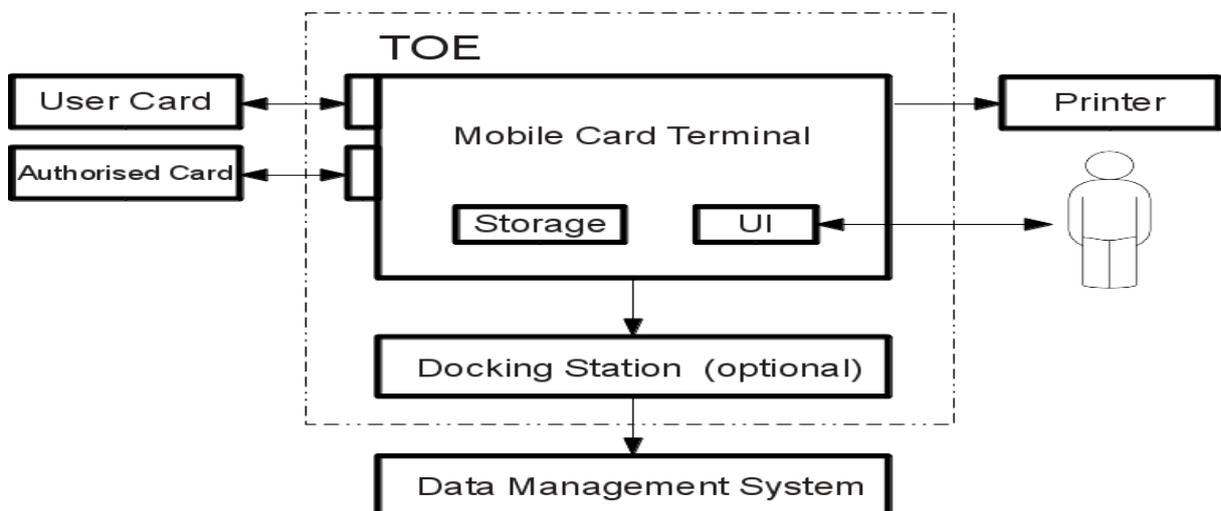 TOE
User Card
Printer
Mobile Card Terminal
Authorised Card
Storage
UI
Docking Station (optional)
Data Management System